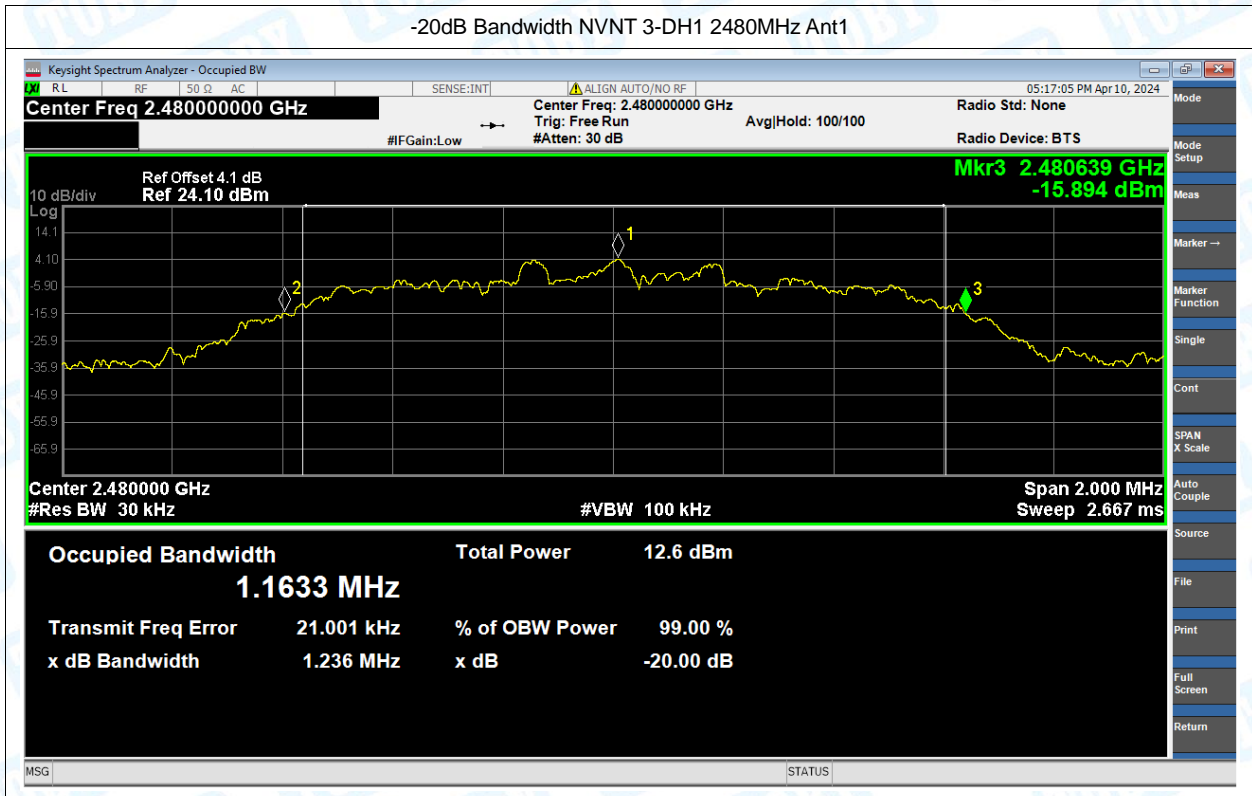 -20dB Bandwidth NVNT 3-DH1 2480MHz Ant1
Keysight Spectrum Analyzer - Occupied BW
LXI RL RF 50 Ω AC SENSE:INT ALIGN AUTO/NO RF 05:17:05 PM Apr 10, 2024
Center Freq 2.480000000 GHz
Center Freq: 2.480000000 GHz Radio Std: None
Trig: Free Run Avg|Hold: 100/100
#IFGain:Low #Atten: 30 dB Radio Device: BTS
Mkr3 2.480639 GHz
-15.894 dBm
Ref Offset 4.1 dB
10 dB/div Ref 24.10 dBm
Log
14.1
4.10
-5.90
-15.9
-25.9
-35.9
-45.9
-55.9
-65.9
1
2
3
Center 2.480000 GHz Span 2.000 MHz
#Res BW 30 kHz #VBW 100 kHz Sweep 2.667 ms
Occupied Bandwidth Total Power 12.6 dBm
1.1633 MHz
Transmit Freq Error 21.001 kHz % of OBW Power 99.00 %
x dB Bandwidth 1.236 MHz x dB -20.00 dB
MSG STATUS
Mode
Mode
Setup
Meas
Marker →
Marker
Function
Single
Cont
SPAN
X Scale
Auto
Couple
Source
File
Print
Full
Screen
Return
TOBY